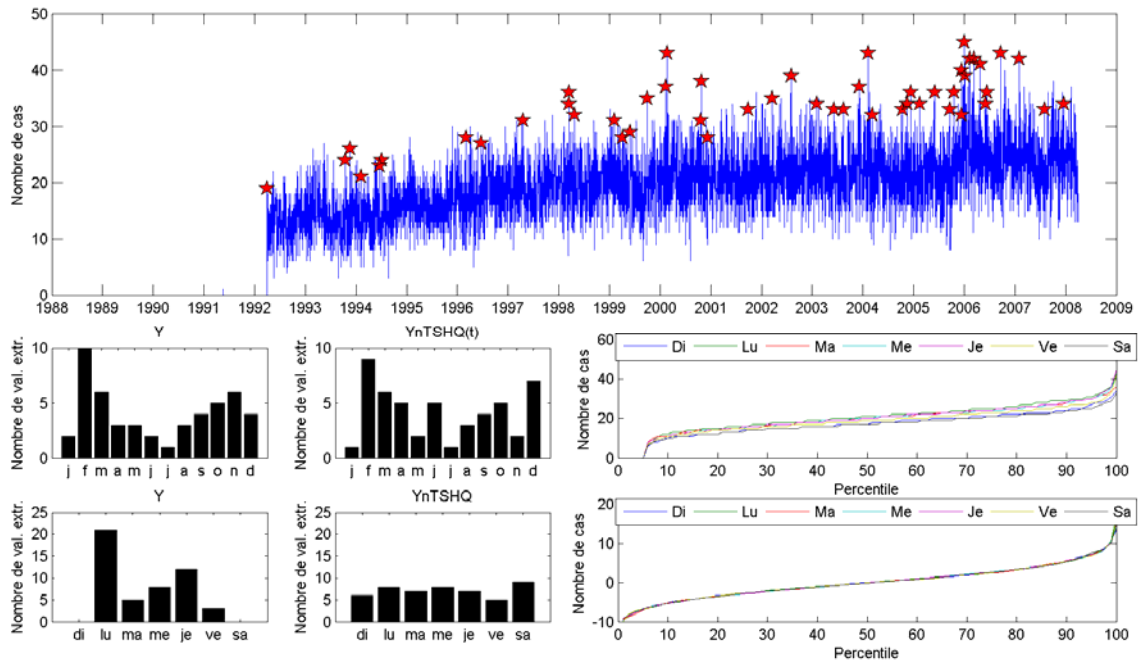 50
40
30
20
10
0
Nombre de cas
1988 1989 1990 1991 1992 1993 1994 1995 1996 1997 1998 1999 2000 2001 2002 2003 2004 2005 2006 2007 2008 2009
Y
10
5
0
Nombre de val. extr.
j f m a m j j a s o n d
YnTSHQ(t)
10
5
0
Nombre de val. extr.
j f m a m j j a s o n d
60
40
20
0
Nombre de cas
Di Lu Ma Me Je Ve Sa
0 10 20 30 40 50 60 70 80 90 100
Percentile
Y
25
20
15
10
5
0
Nombre de val. extr.
di lu ma me je ve sa
YnTSHQ
25
20
15
10
5
0
Nombre de val. extr.
di lu ma me je ve sa
20
10
0
-10
Nombre de cas
Di Lu Ma Me Je Ve Sa
0 10 20 30 40 50 60 70 80 90 100
Percentile